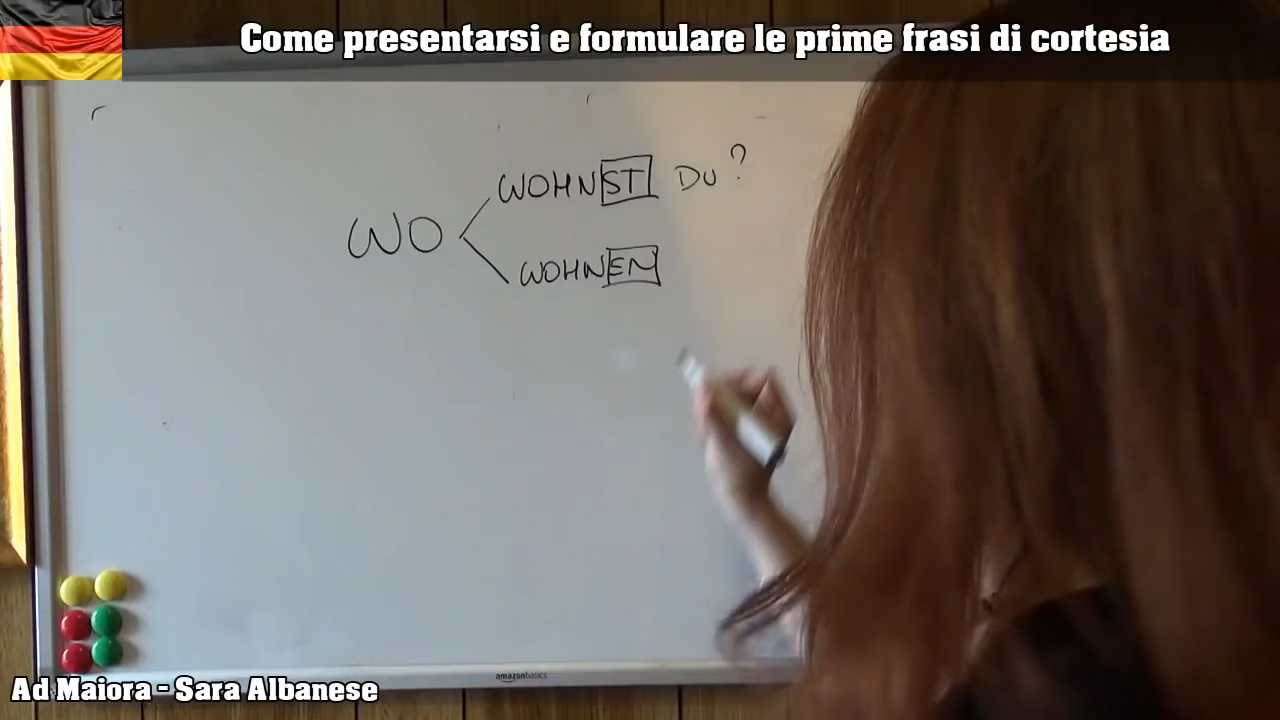 Come presentarsi e formulare le prime frasi di cortesia
WOHNST DU?
WO
WOHNEN
amazonbasics
Ad Maiora - Sara Albanese